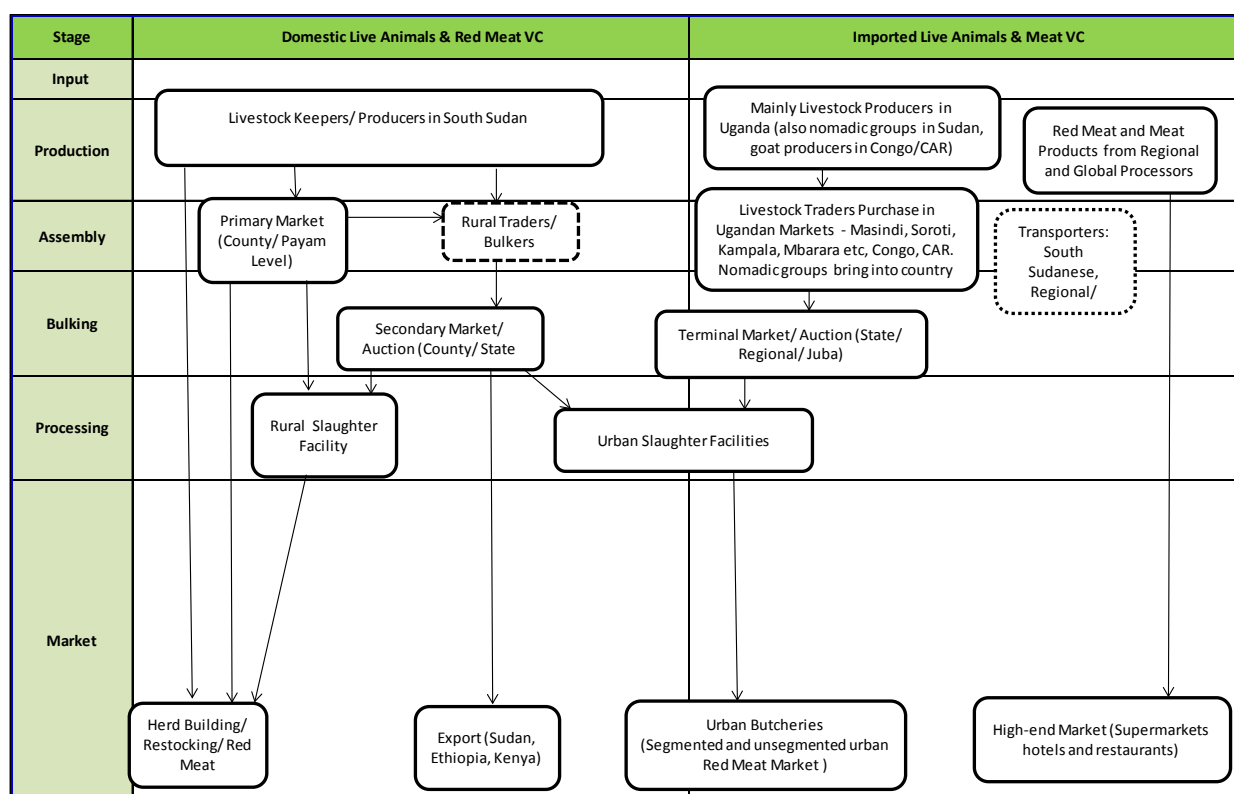 Stage
Domestic Live Animals & Red Meat VC
Imported Live Animals & Meat VC
Input
Production
Livestock Keepers/ Producers in South Sudan
Mainly Livestock Producers in
Uganda (also nomadic groups in Sudan,
goat producers in Congo/CAR)
Red Meat and Meat
Products from Regional
and Global Processors
Assembly
Primary Market
(County/ Payam
Level)
Rural Traders/
Bulkers
Livestock Traders Purchase in
Ugandan Markets - Masindi, Soroti,
Kampala, Mbarara etc, Congo, CAR.
Nomadic groups bring into country
Transporters:
South
Sudanese,
Regional/
Bulking
Secondary Market/
Auction (County/ State
Terminal Market/ Auction (State/
Regional/ Juba)
Processing
Rural Slaughter
Facility
Urban Slaughter Facilities
Market
Herd Building/
Restocking/ Red
Meat
Export (Sudan,
Ethiopia, Kenya)
Urban Butcheries
(Segmented and unsegmented urban
Red Meat Market )
High-end Market (Supermarkets
hotels and restaurants)